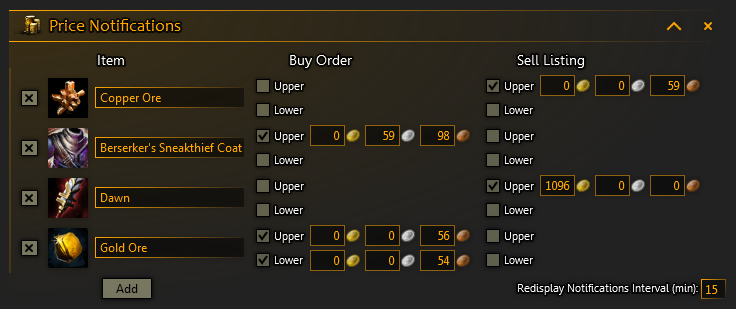 Price Notifications
Item Buy Order Sell Listing
Upper Upper 0 0 59
Copper Ore
Lower Lower
Upper 0 59 98 Upper
Berserker's Sneakthief Coat
Lower Lower
Upper Upper 1096 0 0
Dawn
Lower Lower
Upper 0 0 56 Upper
Gold Ore
Lower 0 0 54 Lower
Add Redisplay Notifications Interval (min): 15